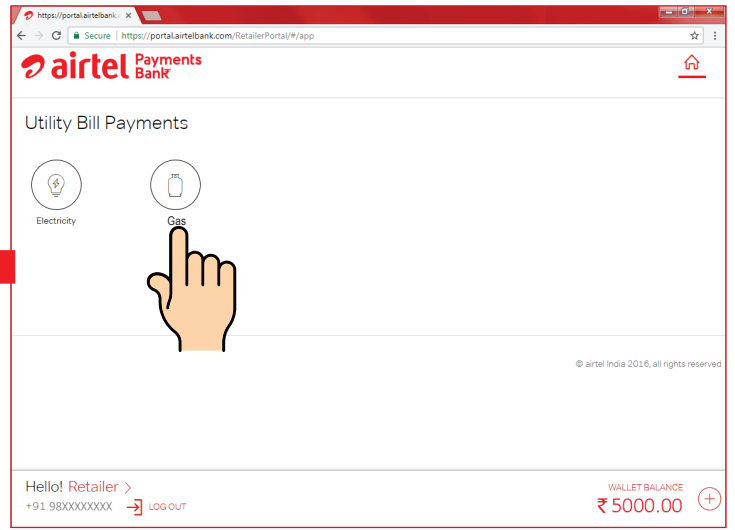 https://portal.airtelbank.c
Secure | https://portal.airtelbank.com/RetailerPortal/#/app
airtel Payments Bank
Utility Bill Payments
Electricity
Gas
© airtel India 2016, all rights reserved
Hello! Retailer >
+91 98XXXXXXXX LOG OUT
WALLET BALANCE
₹ 5000.00